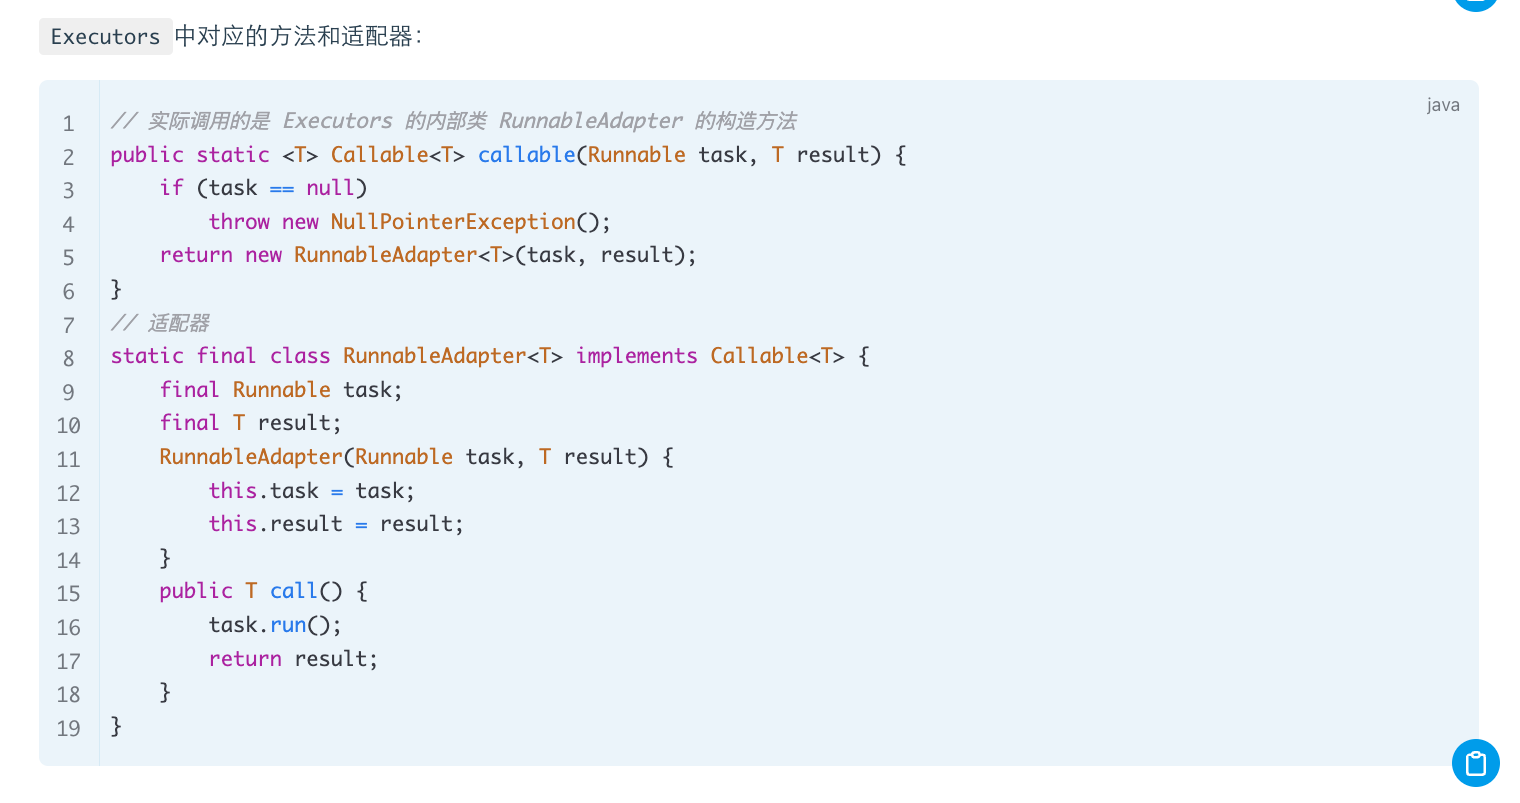 Executors 中对应的方法和适配器：
java
1 // 实际调用的是 Executors 的内部类 RunnableAdapter 的构造方法
2 public static <T> Callable<T> callable(Runnable task, T result) {
3     if (task == null)
4         throw new NullPointerException();
5     return new RunnableAdapter<T>(task, result);
6 }
7 // 适配器
8 static final class RunnableAdapter<T> implements Callable<T> {
9     final Runnable task;
10     final T result;
11     RunnableAdapter(Runnable task, T result) {
12         this.task = task;
13         this.result = result;
14     }
15     public T call() {
16         task.run();
17         return result;
18     }
19 }